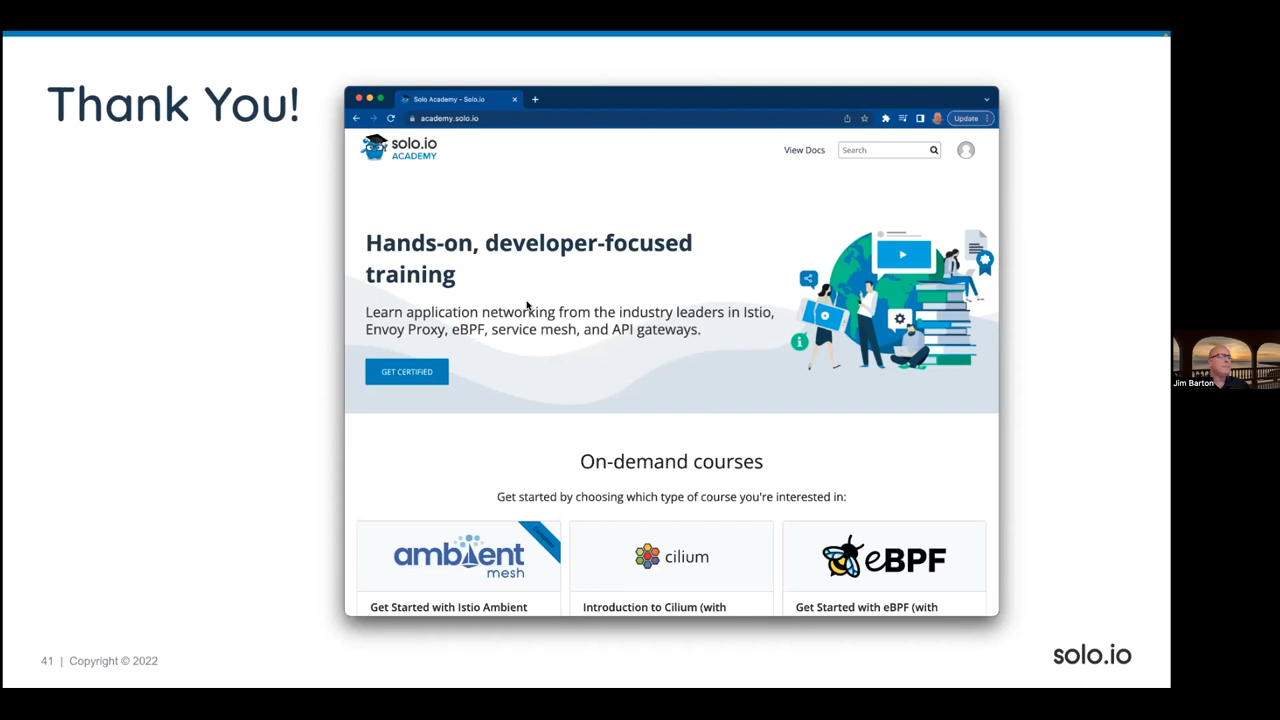 Thank You!
Solo Academy - Solo.io
academy.solo.io
Update
solo.io
ACADEMY
View Docs
Search
Hands-on, developer-focused
training
Learn application networking from the industry leaders in Istio,
Envoy Proxy, eBPF, service mesh, and API gateways.
GET CERTIFIED
On-demand courses
Get started by choosing which type of course you're interested in:
ambient
mesh
cilium
eBPF
Get Started with Istio Ambient
Introduction to Cilium (with
Get Started with eBPF (with
Jim Barton
41 | Copyright © 2022
solo.io